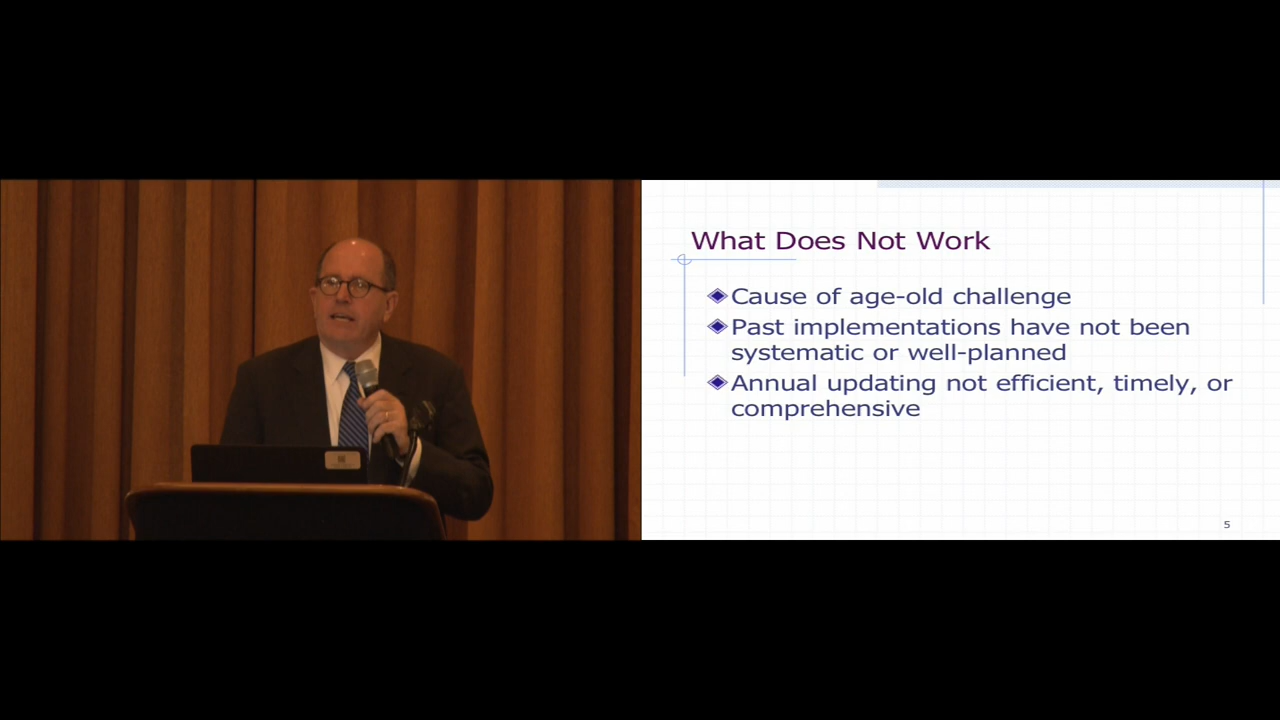 What Does Not Work
Cause of age-old challenge
Past implementations have not been
systematic or well-planned
Annual updating not efficient, timely, or
comprehensive
5